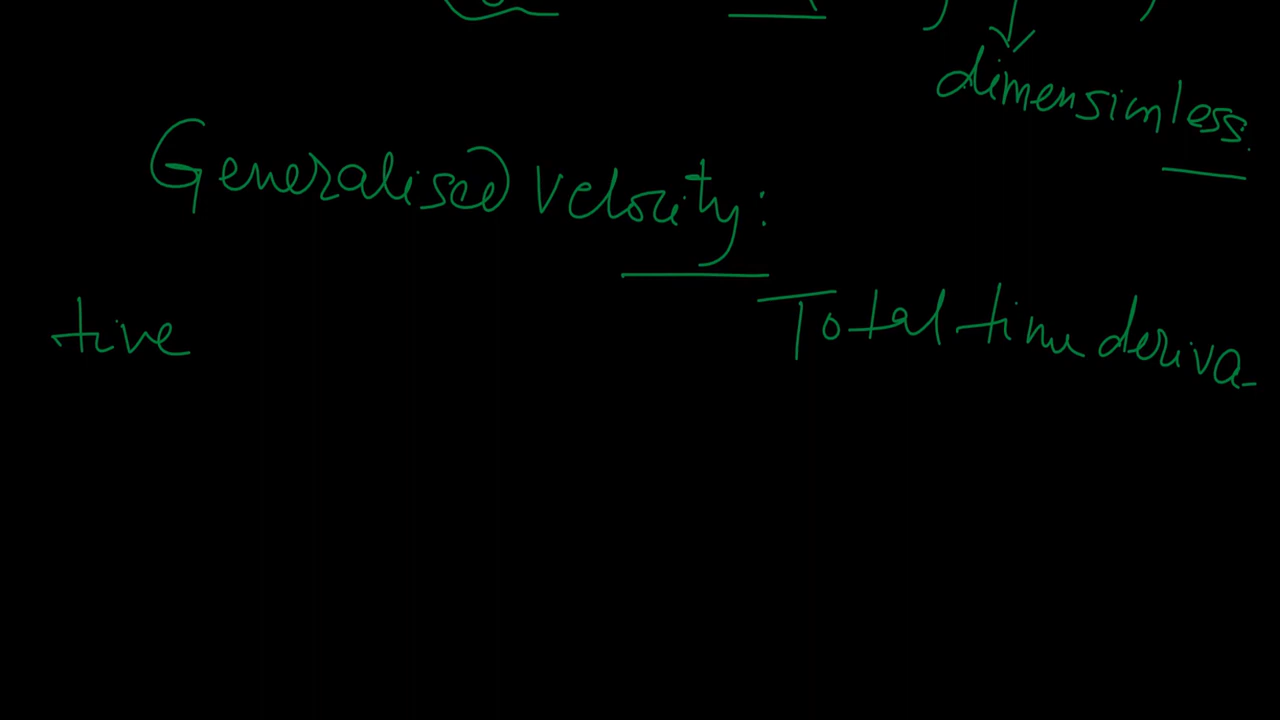 dimensionless.
Generalised velocity:
Total time deriva-
tive